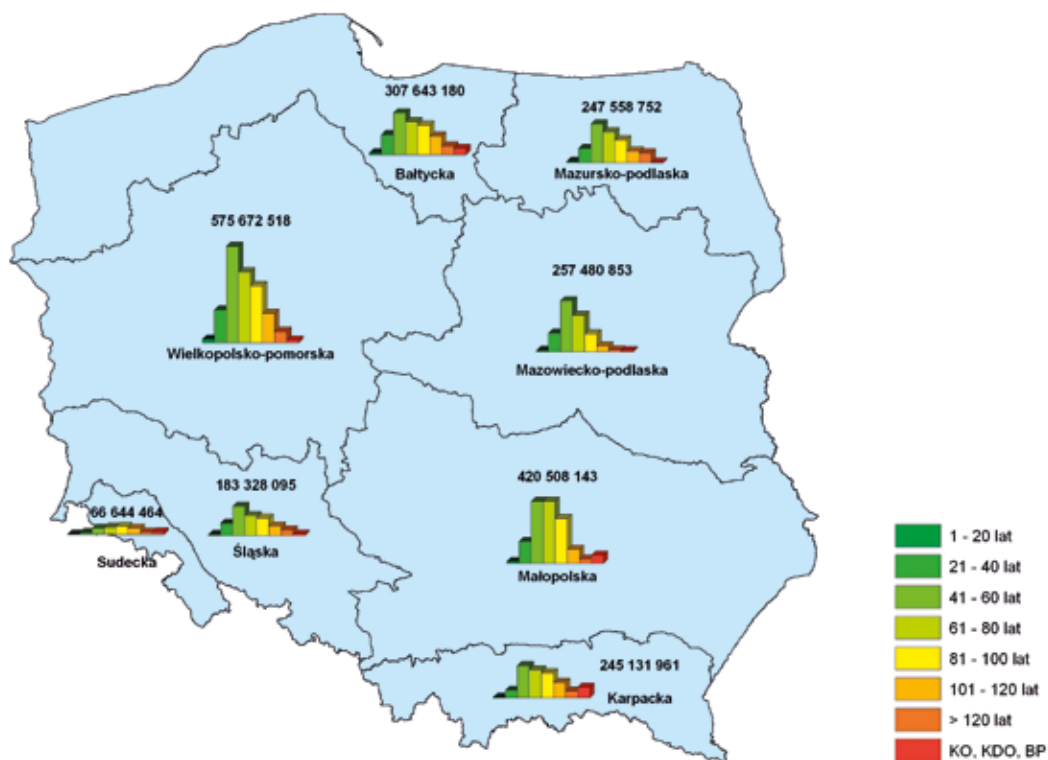 307 643 180
Bałtycka
247 558 752
Mazursko-podlaska
575 672 518
Wielkopolsko-pomorska
257 480 853
Mazowiecko-podlaska
66 644 464
Sudecka
183 328 095
Śląska
420 508 143
Małopolska
245 131 961
Karpacka
1 - 20 lat
21 - 40 lat
41 - 60 lat
61 - 80 lat
81 - 100 lat
101 - 120 lat
> 120 lat
KO, KDO, BP